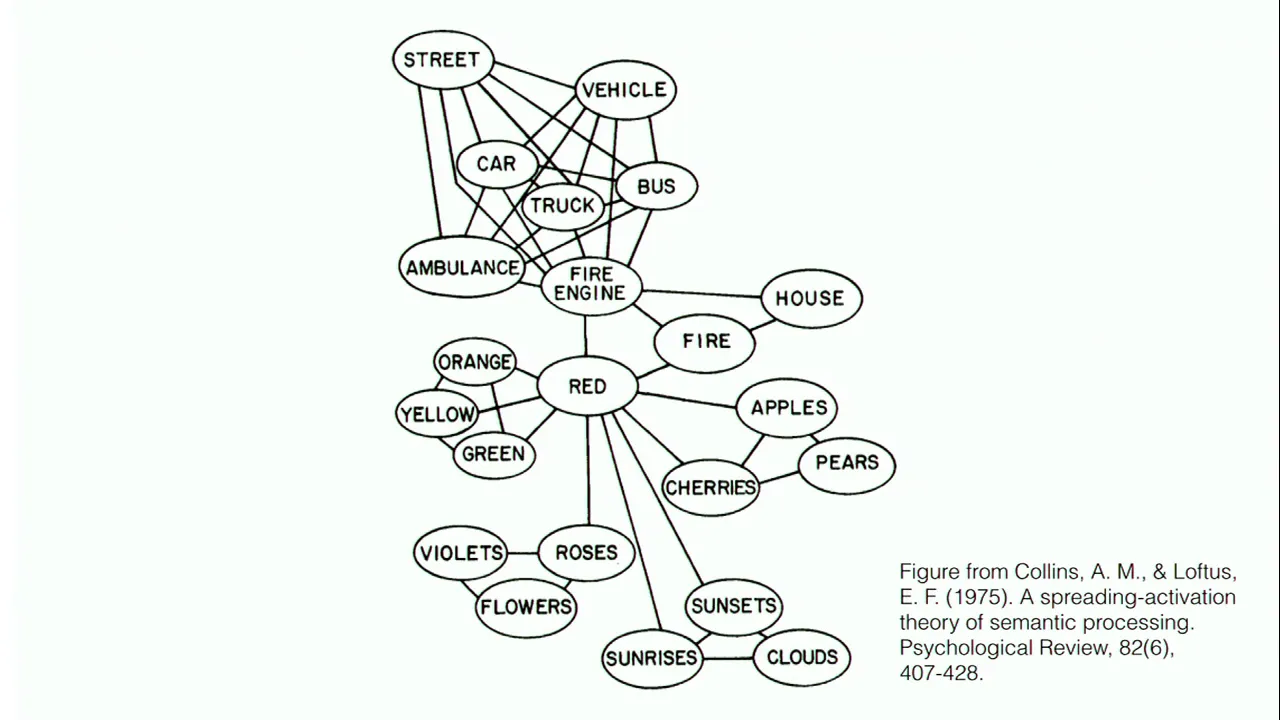 STREET
VEHICLE
CAR
BUS
TRUCK
AMBULANCE
FIRE
ENGINE
HOUSE
FIRE
ORANGE
RED
YELLOW
APPLES
GREEN
PEARS
CHERRIES
VIOLETS
ROSES
FLOWERS
SUNSETS
SUNRISES
CLOUDS
Figure from Collins, A. M., & Loftus,
E. F. (1975). A spreading-activation
theory of semantic processing.
Psychological Review, 82(6),
407-428.